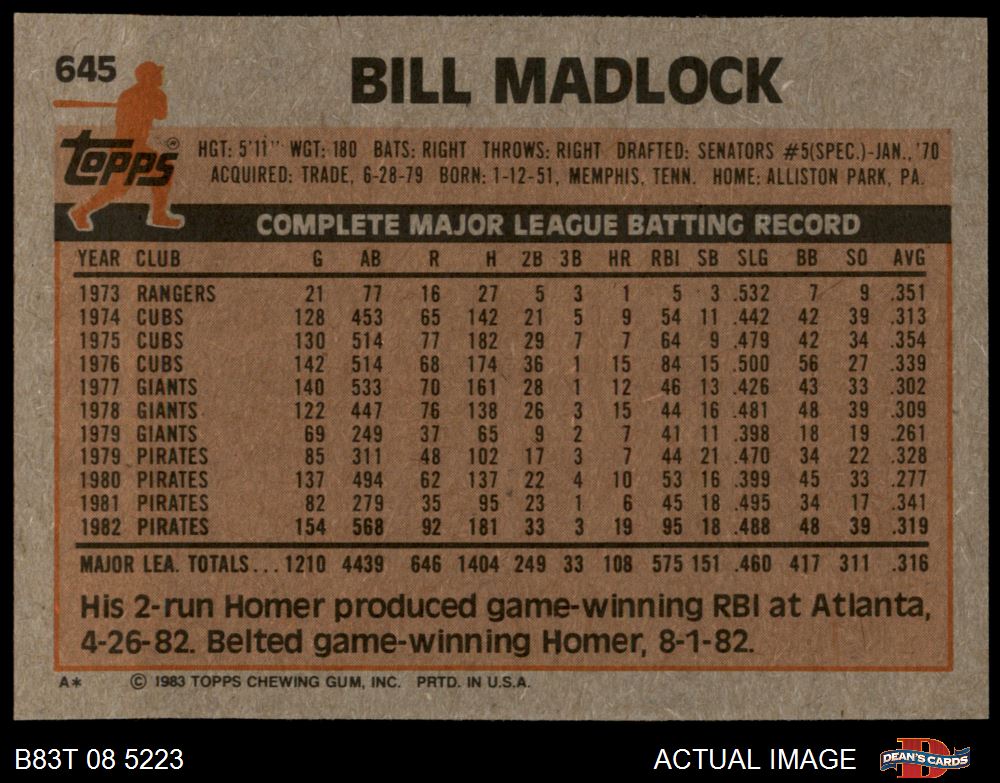 645
BILL MADLOCK
TOPPS®
HGT: 5'11" WGT: 180 BATS: RIGHT THROWS: RIGHT DRAFTED: SENATORS #5(SPEC.)-JAN., '70
ACQUIRED: TRADE, 6-28-79 BORN: 1-12-51, MEMPHIS, TENN. HOME: ALLISTON PARK, PA.
COMPLETE MAJOR LEAGUE BATTING RECORD
YEAR CLUB G AB R H 2B 3B HR RBI SB SLG BB SO AVG
1973 RANGERS 21 77 16 27 5 3 1 5 3 .532 7 9 .351
1974 CUBS 128 453 65 142 21 5 9 54 11 .442 42 39 .313
1975 CUBS 130 514 77 182 29 7 7 64 9 .479 42 34 .354
1976 CUBS 142 514 68 174 36 1 15 84 15 .500 56 27 .339
1977 GIANTS 140 533 70 161 28 1 12 46 13 .426 43 33 .302
1978 GIANTS 122 447 76 138 26 3 15 44 16 .481 48 39 .309
1979 GIANTS 69 249 37 65 9 2 7 41 11 .398 18 19 .261
1979 PIRATES 85 311 48 102 17 3 7 44 21 .470 34 22 .328
1980 PIRATES 137 494 62 137 22 4 10 53 16 .399 45 33 .277
1981 PIRATES 82 279 35 95 23 1 6 45 18 .495 34 17 .341
1982 PIRATES 154 568 92 181 33 3 19 95 18 .488 48 39 .319
MAJOR LEA. TOTALS... 1210 4439 646 1404 249 33 108 575 151 .460 417 311 .316
His 2-run Homer produced game-winning RBI at Atlanta,
4-26-82. Belted game-winning Homer, 8-1-82.
A* © 1983 TOPPS CHEWING GUM, INC. PRTD. IN U.S.A.
B83T 08 5223 ACTUAL IMAGE DEAN'S CARDS